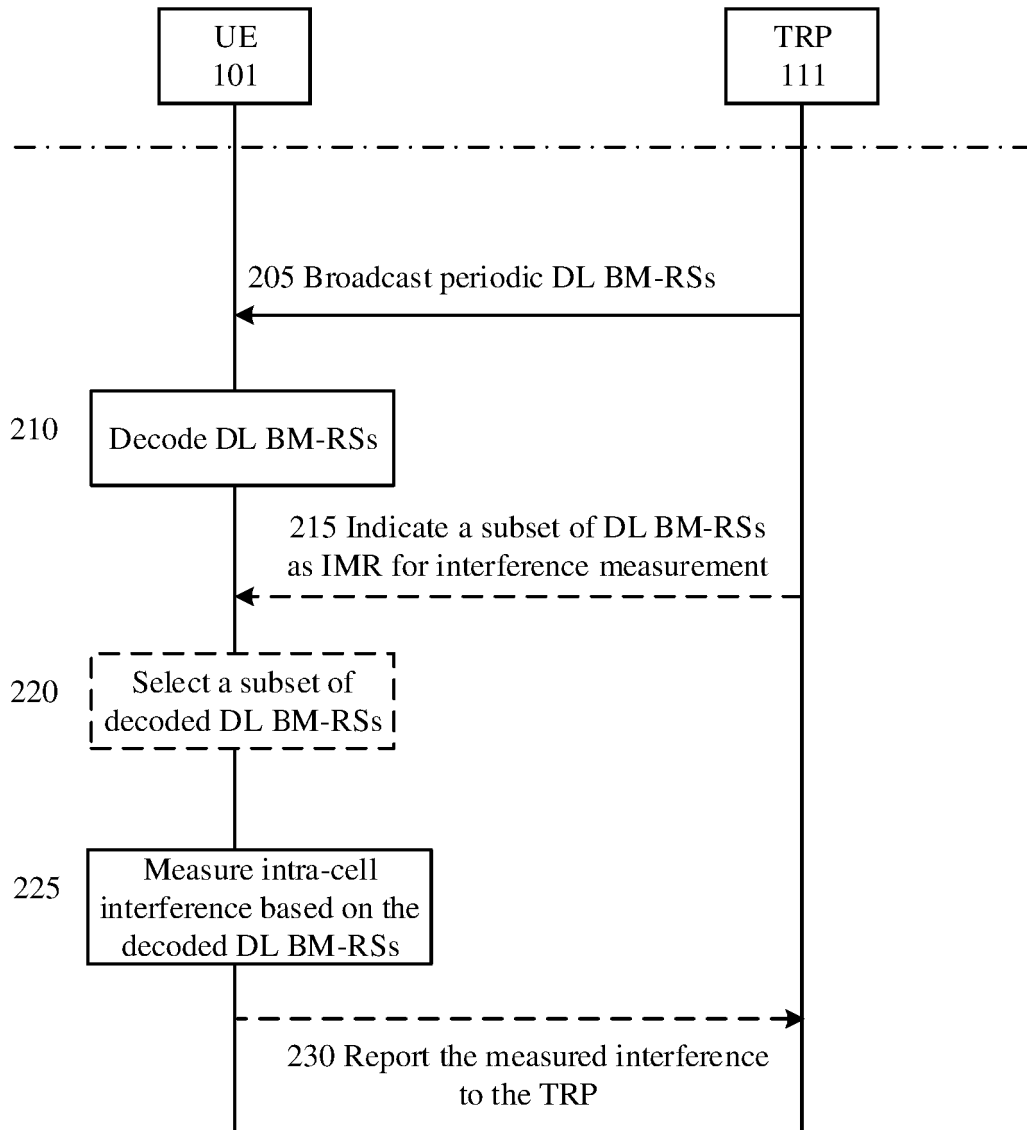 UE
101
TRP
111
205 Broadcast periodic DL BM-RSs
210
Decode DL BM-RSs
215 Indicate a subset of DL BM-RSs
as IMR for interference measurement
220
Select a subset of
decoded DL BM-RSs
225
Measure intra-cell
interference based on the
decoded DL BM-RSs
230 Report the measured interference
to the TRP